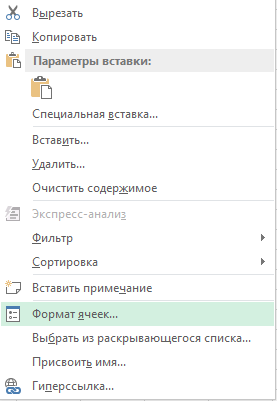 Вырезать
Копировать
Параметры вставки:
Специальная вставка...
Вставить...
Удалить...
Очистить содержимое
Экспресс-анализ
Фильтр
Сортировка
Вставить примечание
Формат ячеек...
Выбрать из раскрывающегося списка...
Присвоить имя...
Гиперссылка...